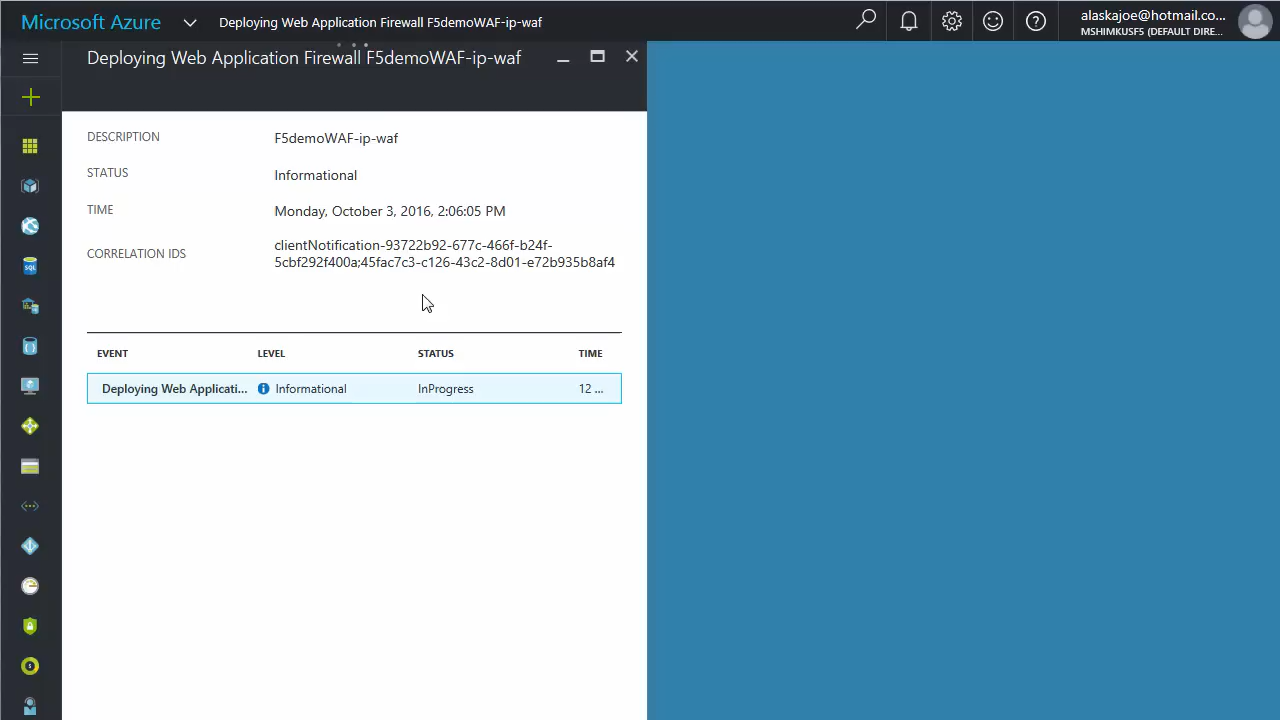 Microsoft Azure
Deploying Web Application Firewall F5demoWAF-ip-waf
alaskajoe@hotmail.co...
MSHIMKUSF5 (DEFAULT DIRE...
Deploying Web Application Firewall F5demoWAF-ip-waf
DESCRIPTION F5demoWAF-ip-waf
STATUS Informational
TIME Monday, October 3, 2016, 2:06:05 PM
CORRELATION IDS clientNotification-93722b92-677c-466f-b24f-
5cbf292f400a;45fac7c3-c126-43c2-8d01-e72b935b8af4
EVENT LEVEL STATUS TIME
Deploying Web Applicati... Informational InProgress 12 ...
SQL